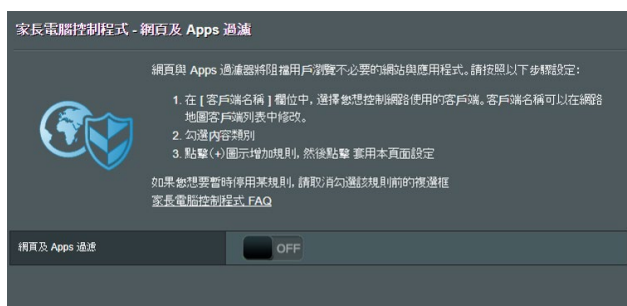 家長電腦控制程式 - 網頁及 Apps 過濾
網頁與 Apps 過濾器將阻擋用戶瀏覽不必要的網站與應用程式。請按照以下步驟設定:
1. 在 [ 客戶端名稱 ] 欄位中, 選擇您想控制網路使用的客戶端。客戶端名稱可以在網路
地圖客戶端列表中修改。
2. 勾選內容類別
3. 點擊(+)圖示增加規則, 然後點擊 套用本頁面設定
如果您想要暫時停用某規則, 請取消勾選該規則前的複選框
家長電腦控制程式 FAQ
網頁及 Apps 過濾
OFF